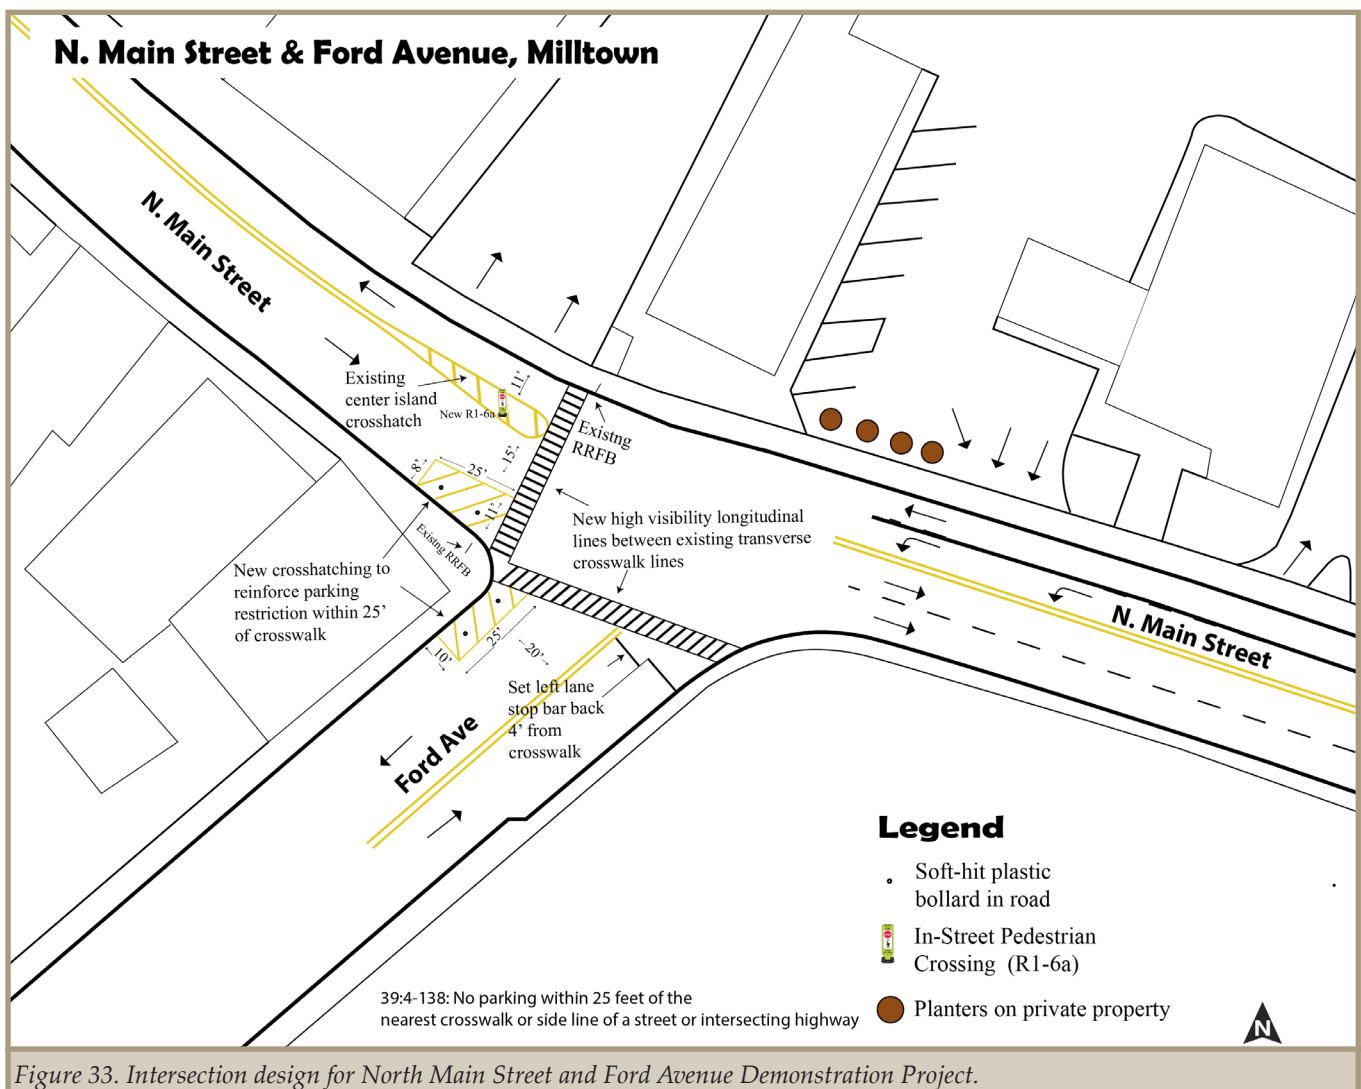 N. Main Street & Ford Avenue, Milltown
N. Main Street
Existing
center island
crosshatch
New R1-6a
11'
15'
Existng
RRFB
8'
25'
11'
Existng RRFB
New high visibility longitudinal
lines between existing transverse
crosswalk lines
New crosshatching to
reinforce parking
restriction within 25'
of crosswalk
10'
25'
20'
Set left lane
stop bar back
4' from
crosswalk
Ford Ave
N. Main Street
Legend
Soft-hit plastic
bollard in road
In-Street Pedestrian
Crossing (R1-6a)
Planters on private property
39:4-138: No parking within 25 feet of the
nearest crosswalk or side line of a street or intersecting highway
N
Figure 33. Intersection design for North Main Street and Ford Avenue Demonstration Project.